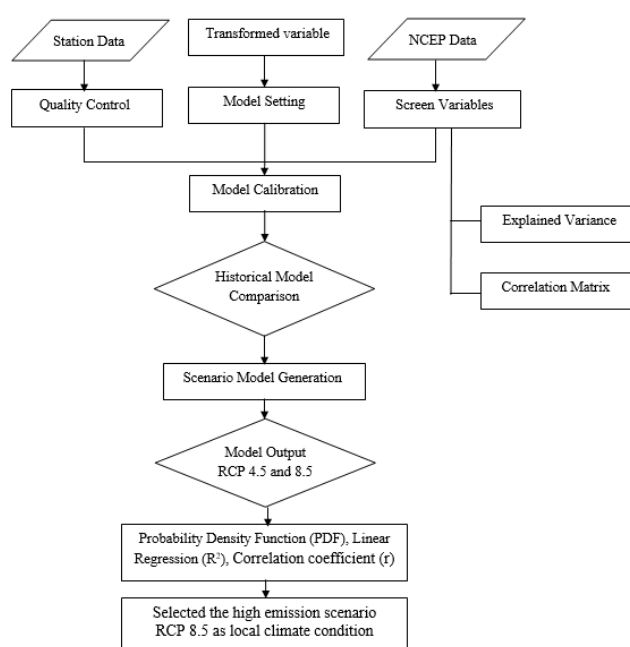 Station Data
Transformed variable
NCEP Data
Quality Control
Model Setting
Screen Variables
Model Calibration
Explained Variance
Historical Model
Comparison
Correlation Matrix
Scenario Model Generation
Model Output
RCP 4.5 and 8.5
Probability Density Function (PDF), Linear
Regression (R²), Correlation coefficient (r)
Selected the high emission scenario
RCP 8.5 as local climate condition